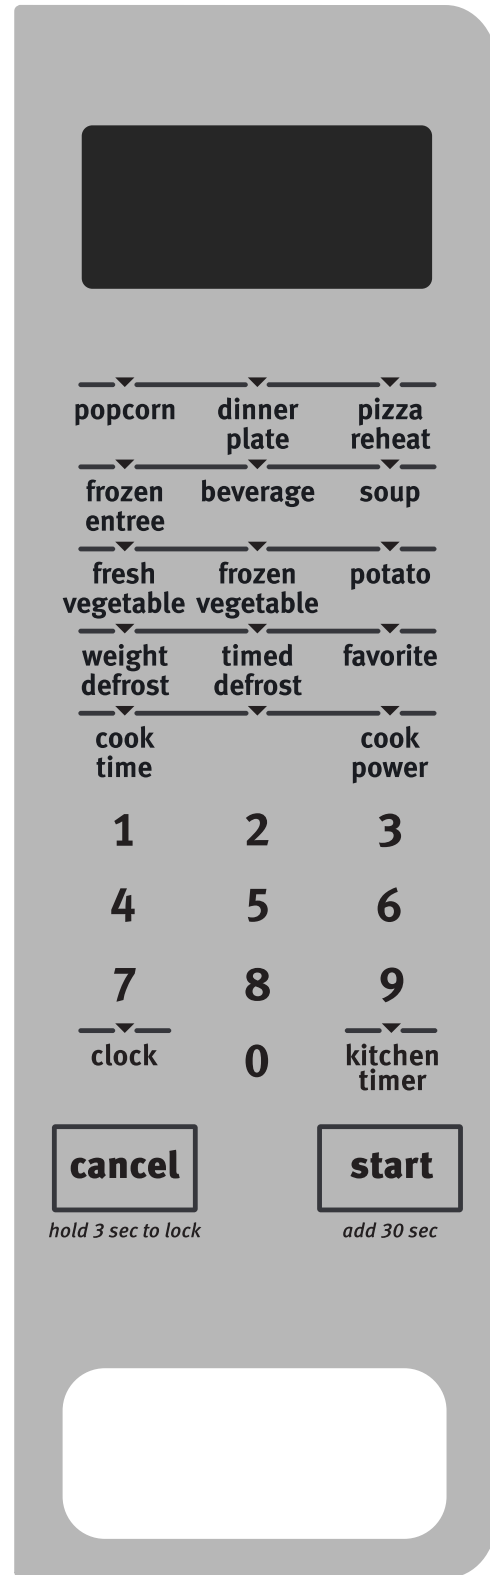 popcorn dinner plate pizza reheat
frozen entree beverage soup
fresh vegetable frozen vegetable potato
weight defrost timed defrost favorite
cook time cook power
1 2 3
4 5 6
7 8 9
clock 0 kitchen timer
cancel start
hold 3 sec to lock add 30 sec